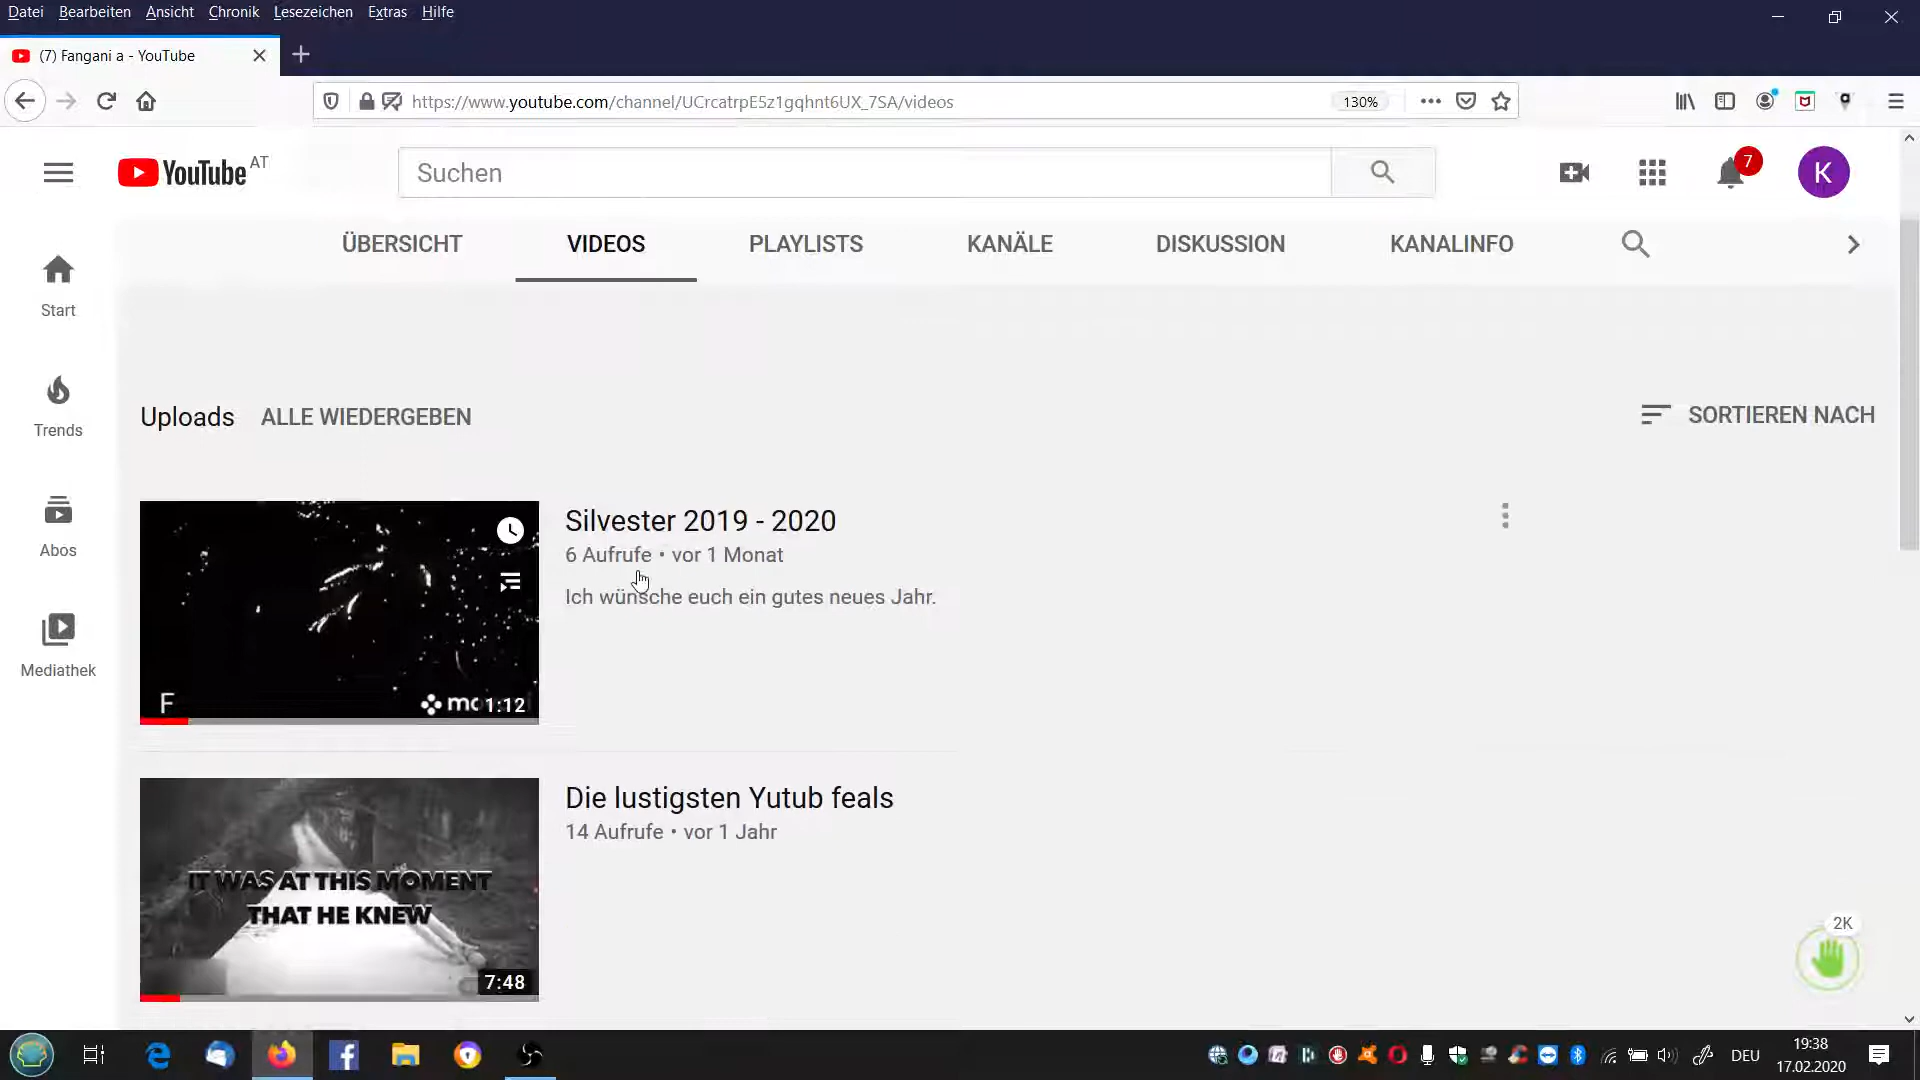 Datei Bearbeiten Ansicht Chronik Lesezeichen Extras Hilfe
(7) Fangani a - YouTube
https://www.youtube.com/channel/UCrcatrpE5z1gqhnt6UX_7SA/videos 130%
YouTube AT
Suchen
7
K
ÜBERSICHT VIDEOS PLAYLISTS KANÄLE DISKUSSION KANALINFO
Start
Trends
Abos
Mediathek
Uploads ALLE WIEDERGEBEN
SORTIEREN NACH
F
1:12
Silvester 2019 - 2020
6 Aufrufe • vor 1 Monat
Ich wünsche euch ein gutes neues Jahr.
IT WAS AT THIS MOMENT
THAT HE KNEW
7:48
Die lustigsten Yutub feals
14 Aufrufe • vor 1 Jahr
2K
DEU
19:38
17.02.2020